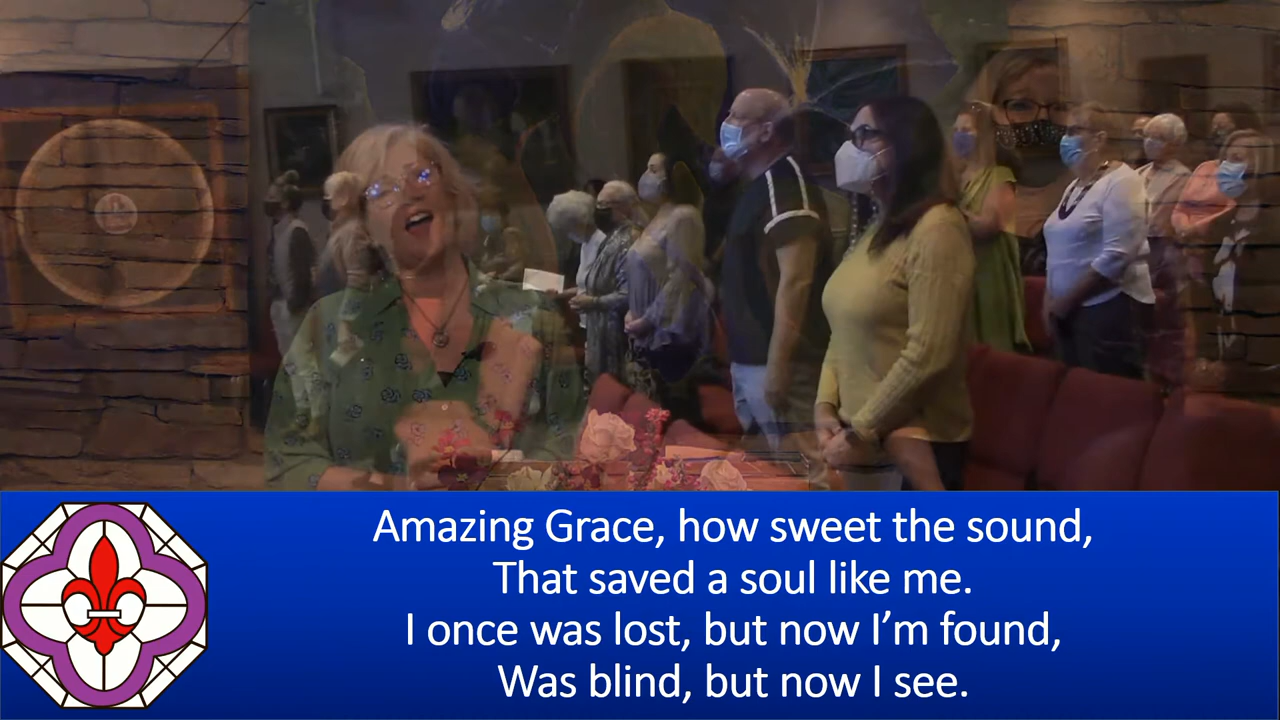 Amazing Grace, how sweet the sound,
That saved a soul like me.
I once was lost, but now I’m found,
Was blind, but now I see.